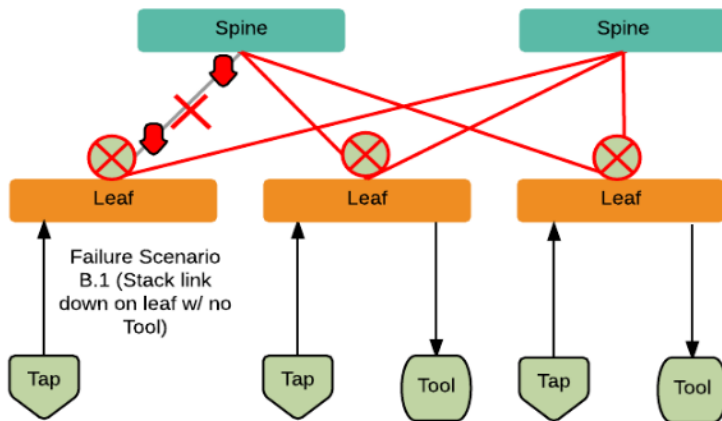 Spine
Spine
Leaf
Leaf
Leaf
Failure Scenario
B.1 (Stack link
down on leaf w/ no
Tool)
Tap
Tap
Tool
Tap
Tool